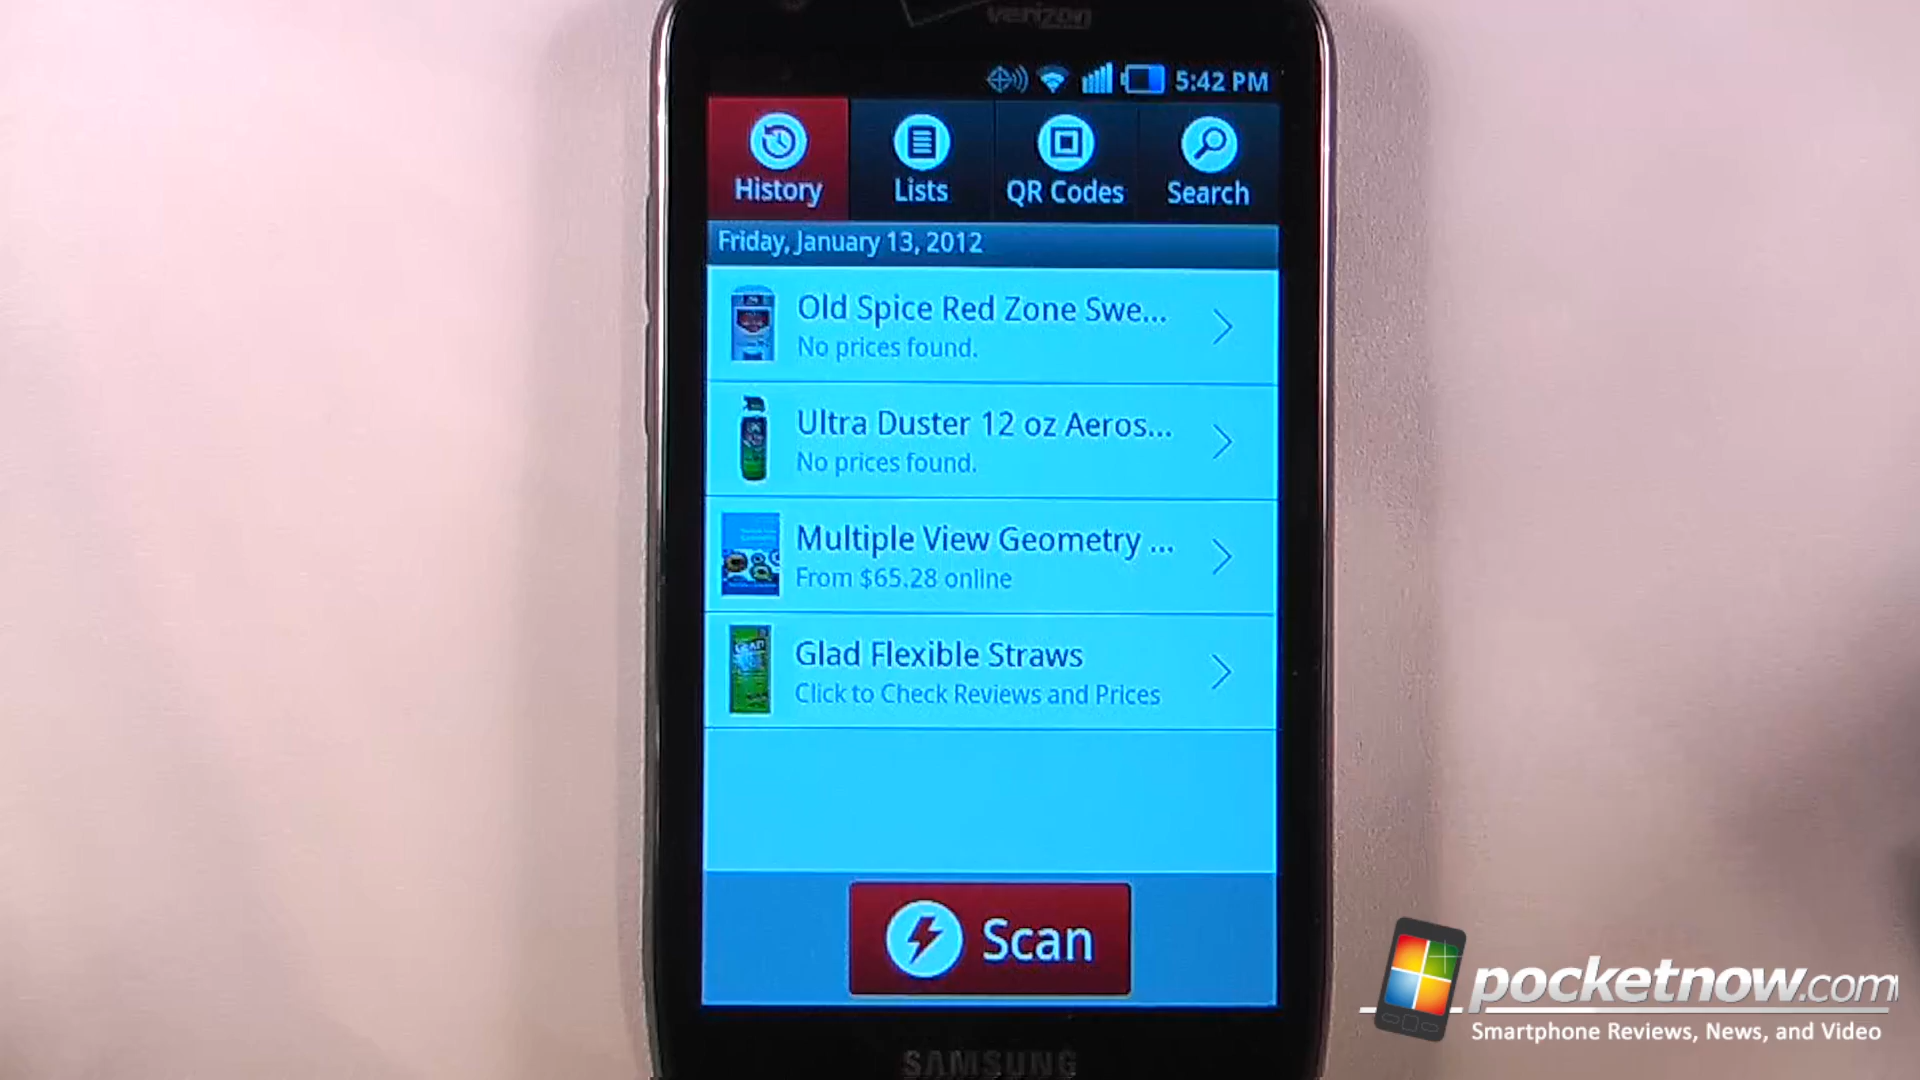 verizon
5:42 PM
History
Lists
QR Codes
Search
Friday, January 13, 2012
Old Spice Red Zone Swe...
No prices found.
Ultra Duster 12 oz Aeros...
No prices found.
Multiple View Geometry ...
From $65.28 online
Glad Flexible Straws
Click to Check Reviews and Prices
Scan
SAMSUNG
pocketnow.com
Smartphone Reviews, News, and Video